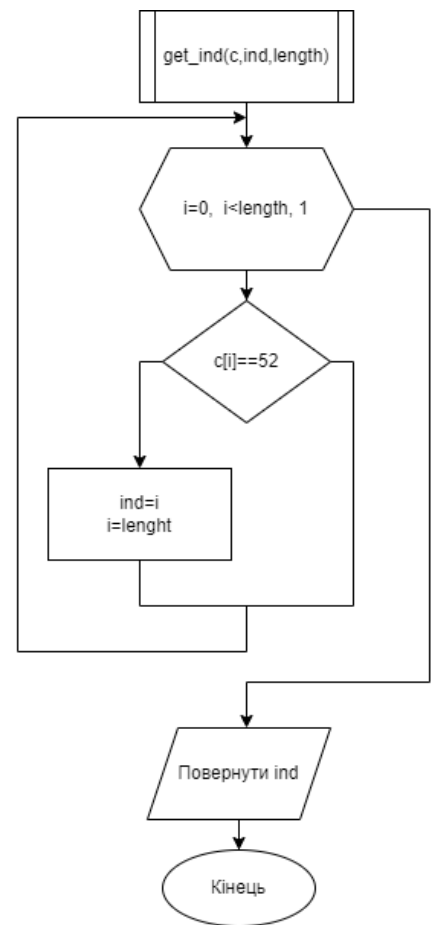 get_ind(c,ind,length)
i=0, i<length, 1
c[i]==52
ind=i
i=lenght
Повернути ind
Кінець